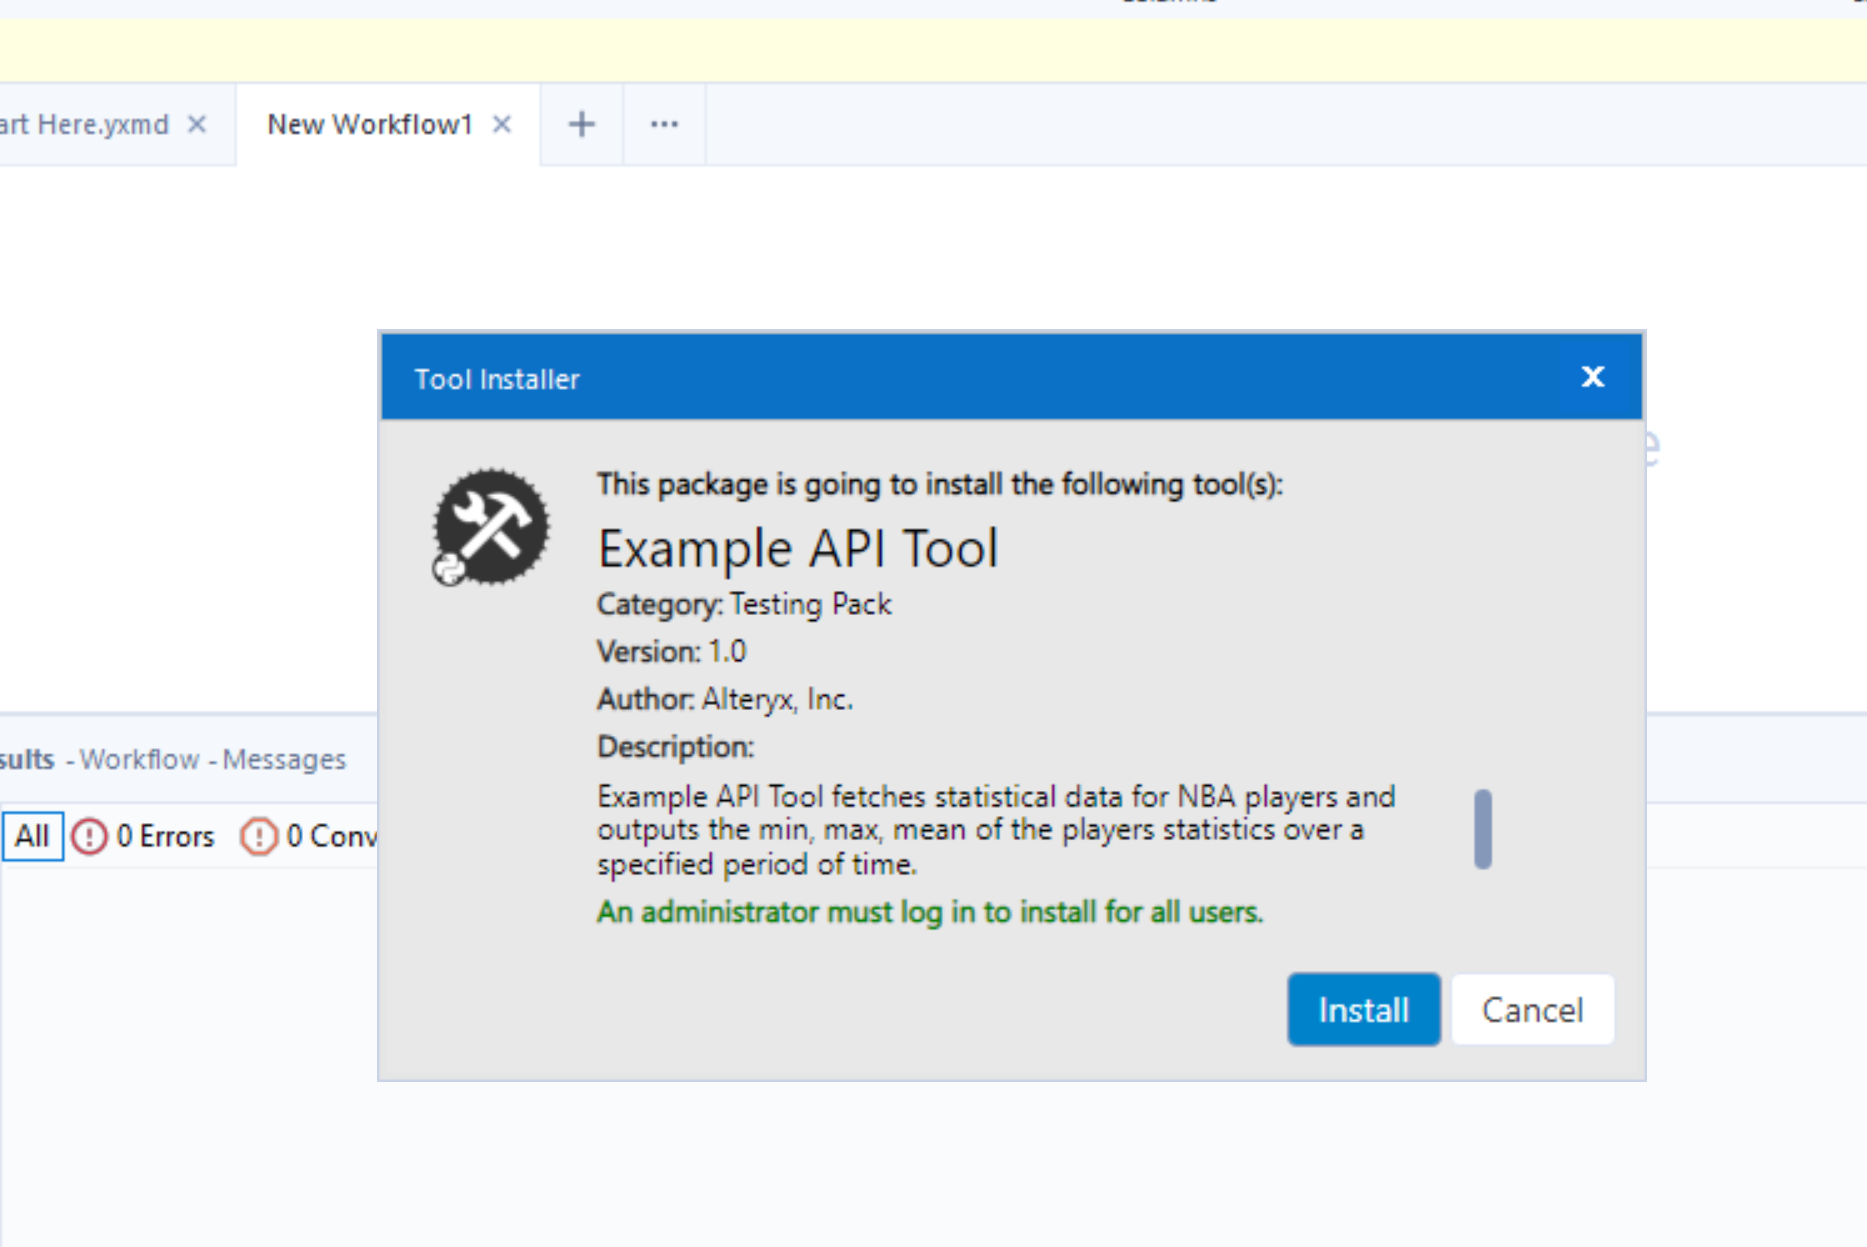 art Here.yxmd
New Workflow1
Tool Installer
This package is going to install the following tool(s):
Example API Tool
Category: Testing Pack
Version: 1.0
Author: Alteryx, Inc.
Description:
Example API Tool fetches statistical data for NBA players and
outputs the min, max, mean of the players statistics over a
specified period of time.
An administrator must log in to install for all users.
Install
Cancel
sults - Workflow - Messages
All
0 Errors
0 Conv